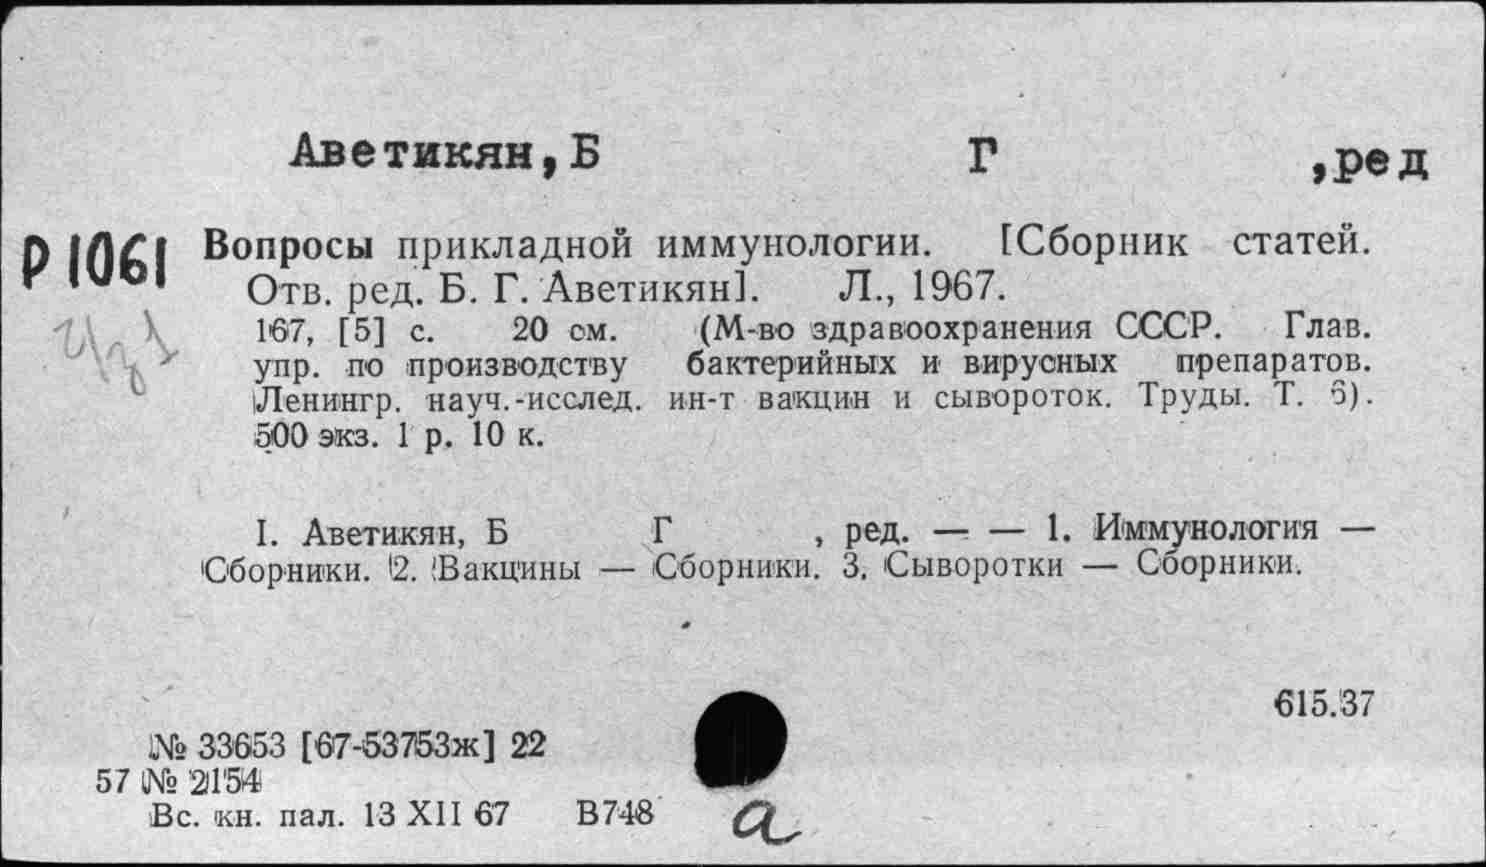 Аветикян, Б Г , ред
Р 1061
Вопросы прикладной иммунологии. [Сборник статей.
Отв. ред. Б. Г. Аветикян]. Л., 1967.
167, [5] с. 20 см. (М-во здравоохранения СССР. Глав.
упр. по производству бактерийных и вирусных препаратов.
Ленингр. науч.-исслед. ин-т вакцин и сывороток. Труды. Т. 6).
500 экз. 1 р. 10 к.
I. Аветикян, Б Г , ред. — — 1. Иммунология —
Сборники. 2. Вакцины — Сборники. 3. Сыворотки — Сборники.
615.37
№ 33653 [67-53753ж] 22
57 № 2154
Вс. кн. пал. 13 XII 67 В748
а